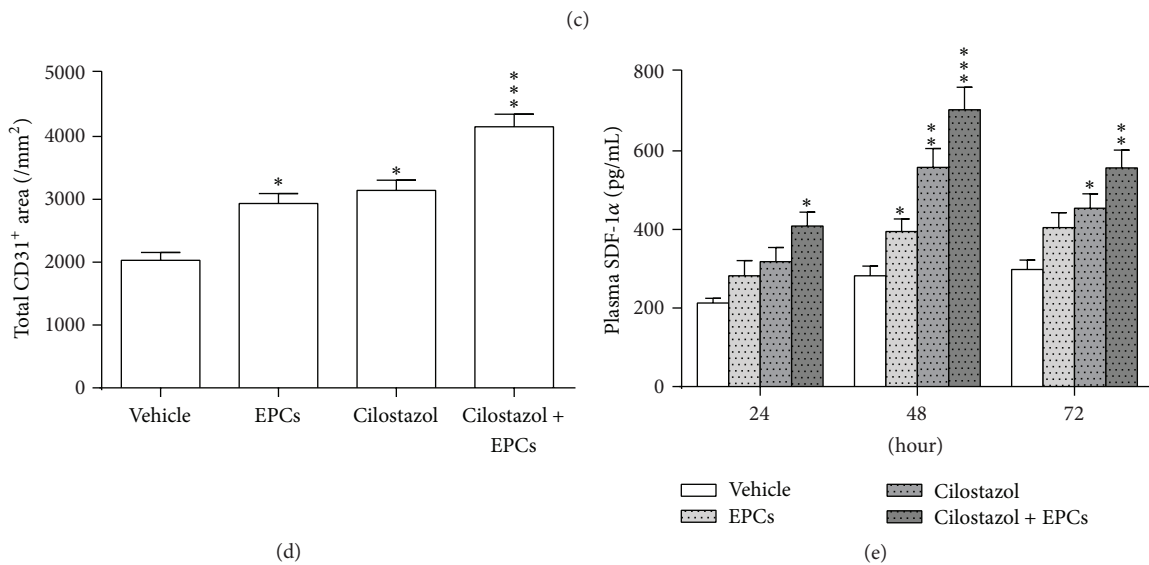 (c)
Total CD31⁺ area (/mm²)
5000
4000
3000
2000
1000
0
*
*
***
Vehicle
EPCs
Cilostazol
Cilostazol +
EPCs
(d)
Plasma SDF-1α (pg/mL)
800
600
400
200
0
*
*
**
***
*
**
24
48
72
(hour)
Vehicle
EPCs
Cilostazol
Cilostazol + EPCs
(e)